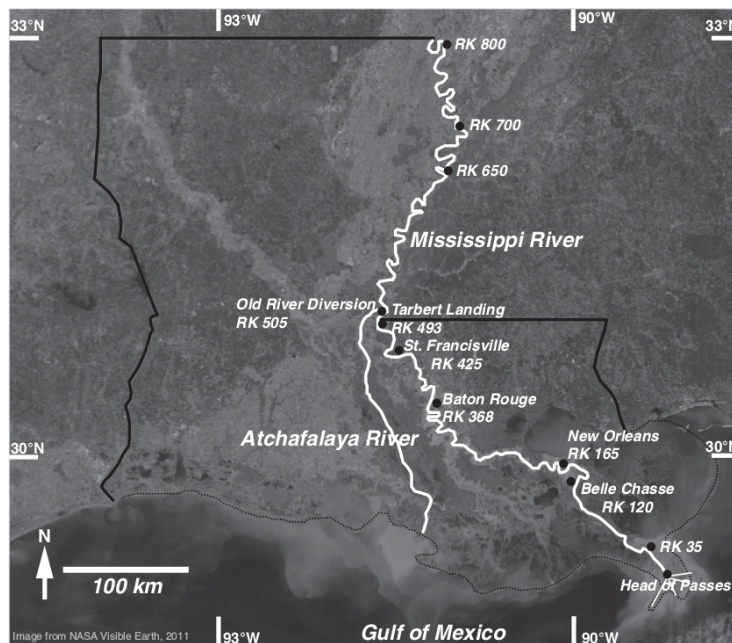 93°W
90°W
33°N
33°N
RK 800
RK 700
RK 650
Mississippi River
Old River Diversion
RK 505
Tarbert Landing
RK 493
St. Francisville
RK 425
Baton Rouge
RK 368
Atchafalaya River
New Orleans
RK 165
30°N
30°N
Belle Chasse
RK 120
N
RK 35
100 km
Head of Passes
Image from NASA Visible Earth, 2011
93°W
Gulf of Mexico
90°W